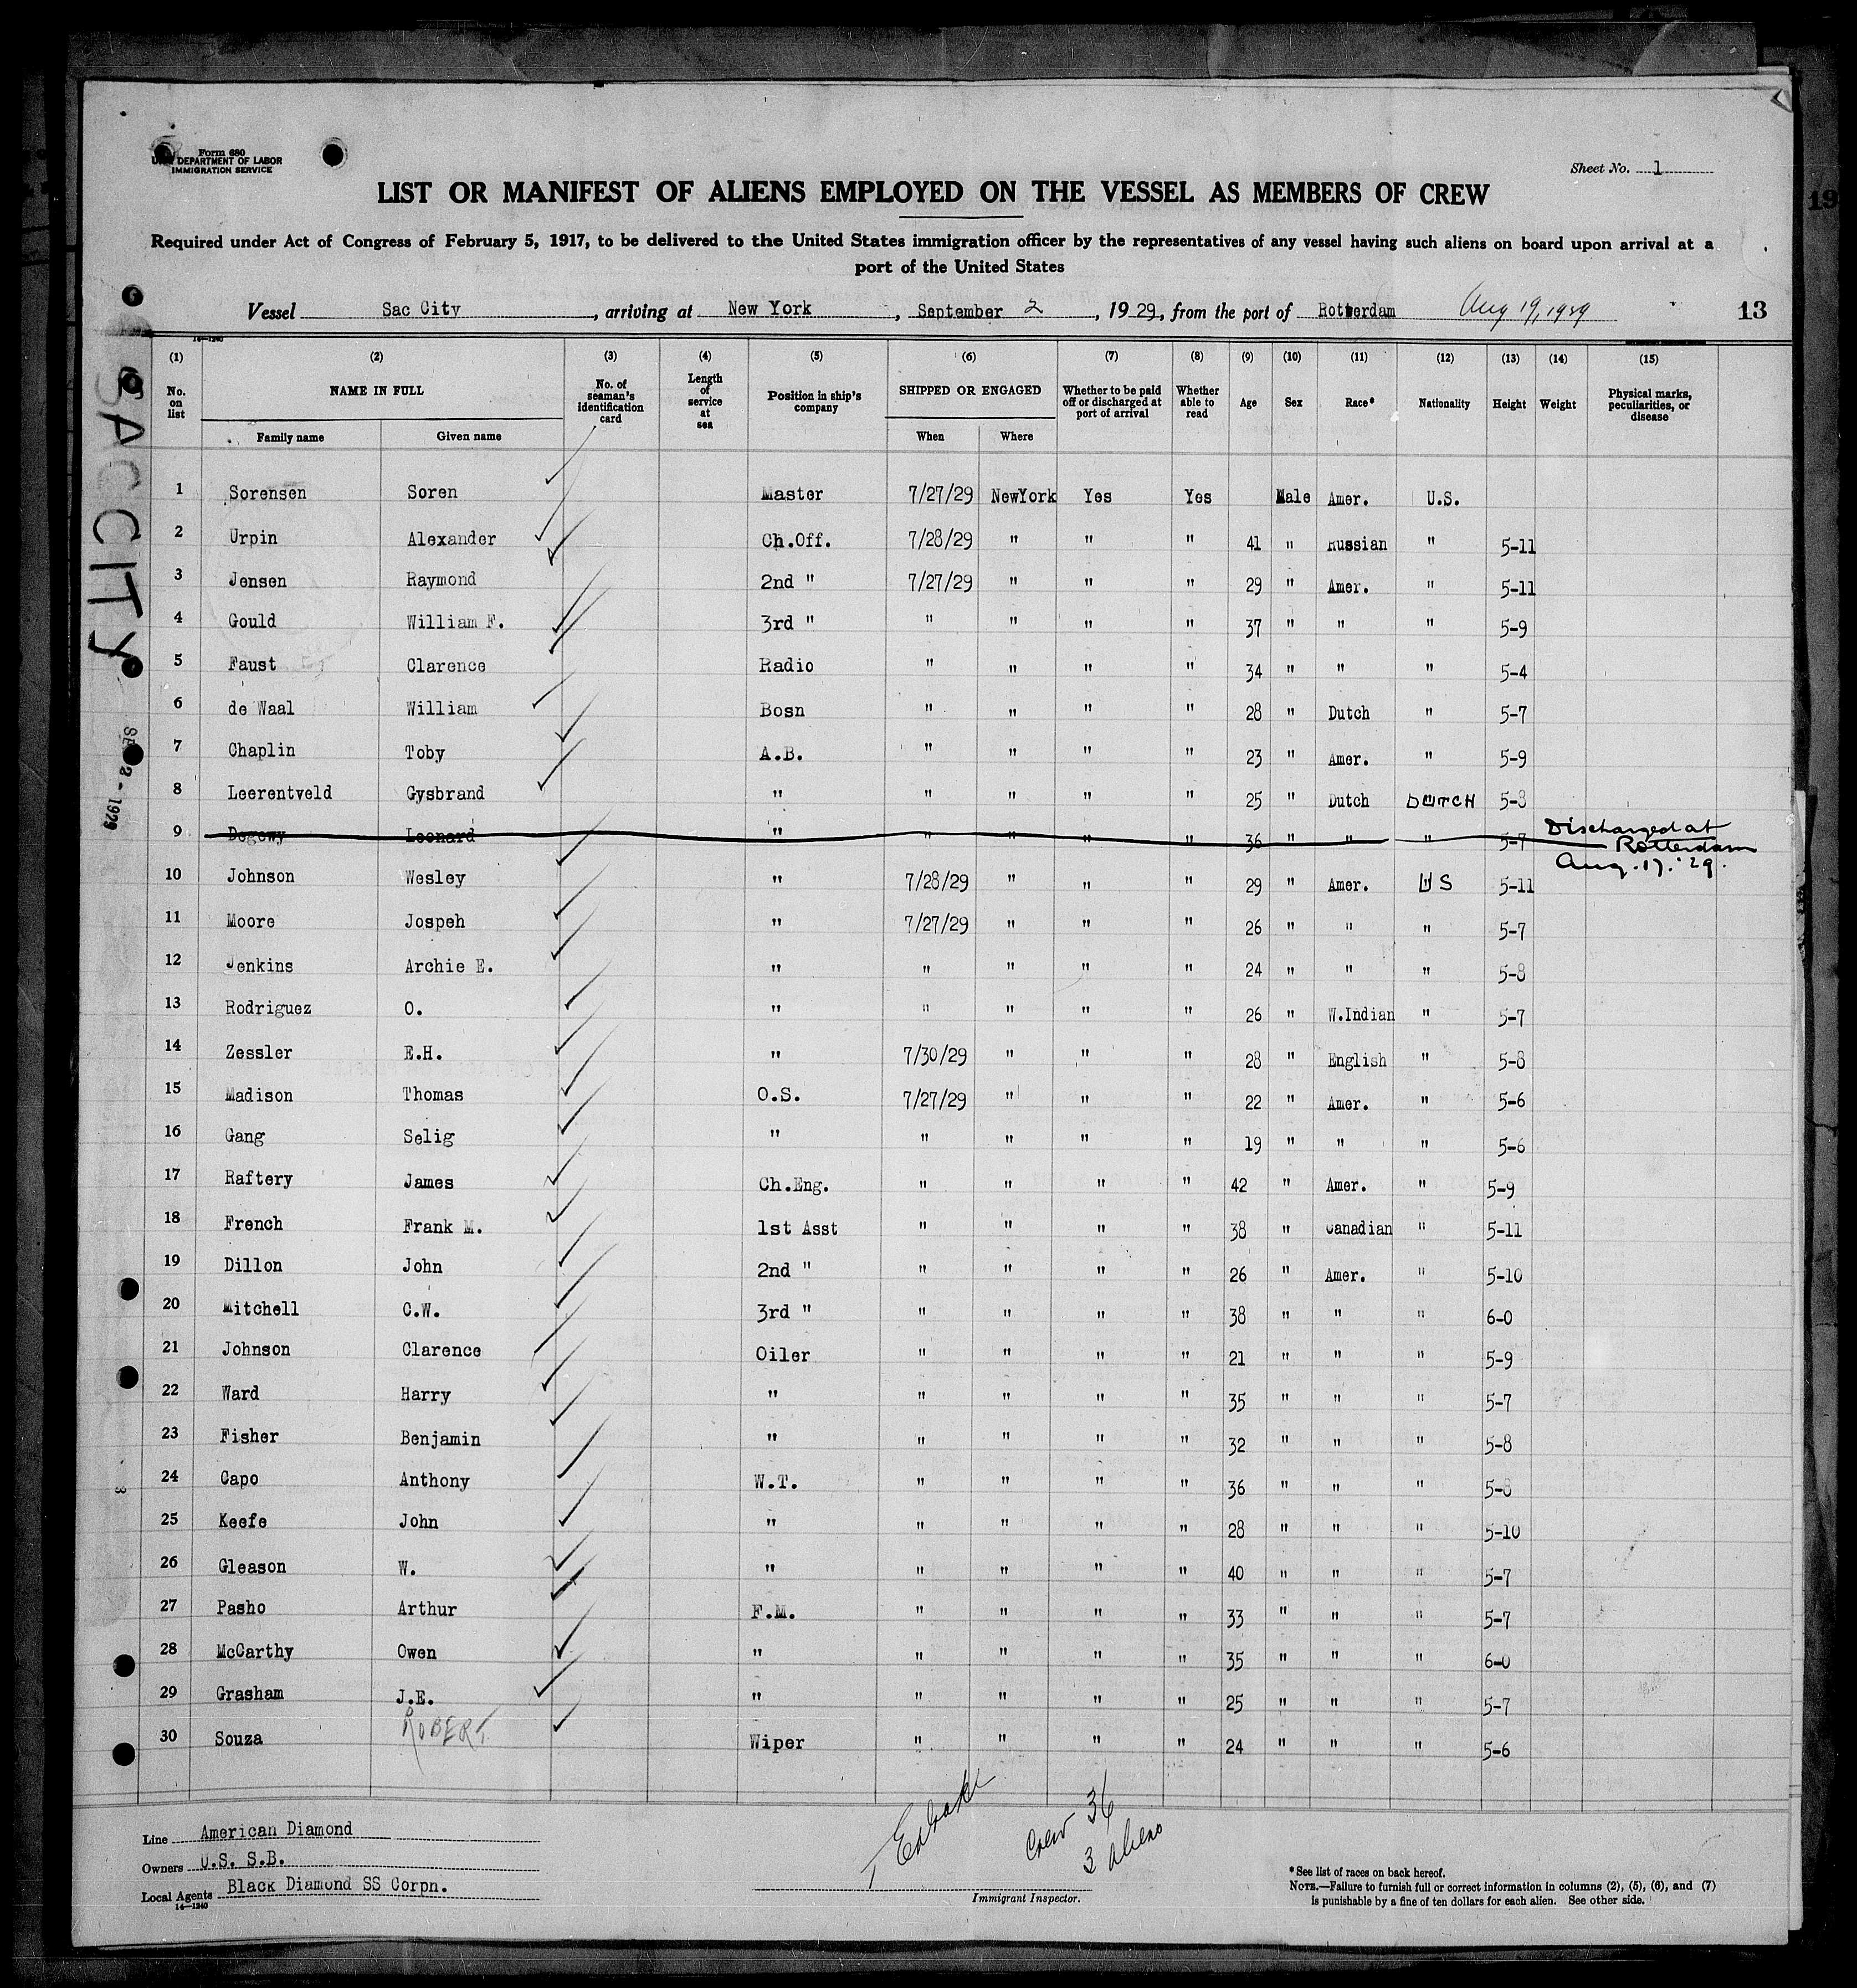 Form 680
U.S. DEPARTMENT OF LABOR
IMMIGRATION SERVICE
Sheet No. 1
LIST OR MANIFEST OF ALIENS EMPLOYED ON THE VESSEL AS MEMBERS OF CREW
Required under Act of Congress of February 5, 1917, to be delivered to the United States immigration officer by the representatives of any vessel having such aliens on board upon arrival at a
port of the United States
Vessel Sac City, arriving at New York, September 2, 1929, from the port of Rotterdam Aug 19, 1929 13
14-1240
(1) (2) (3) (4) (5) (6) (7) (8) (9) (10) (11) (12) (13) (14) (15)
No. on list NAME IN FULL No. of seaman's identification card Length of service at sea Position in ship's company SHIPPED OR ENGAGED Whether to be paid off or discharged at port of arrival Whether able to read Age Sex Race* Nationality Height Weight Physical marks, peculiarities, or disease
Family name Given name When Where
1 Sorensen Soren Master 7/27/29 NewYork Yes Yes Male Amer. U.S.
2 Urpin Alexander Ch.Off. 7/28/29 " " " 41 " Russian " 5-11
3 Jensen Raymond 2nd " 7/27/29 " " " 29 " Amer. " 5-11
4 Gould William F. 3rd " " " " " 37 " " " 5-9
5 Faust Clarence Radio " " " " 34 " " " 5-4
6 de Waal William Bosn " " " " 28 " Dutch " 5-7
7 Chaplin Toby A.B. " " " " 23 " Amer. " 5-9
8 Leerentveld Gysbrand " " " " " 25 " Dutch DUTCH 5-8
9 Degewy Leonard " " " " " 36 " " " 5-7 Discharged at
Rotterdam
Aug. 17. '29.
10 Johnson Wesley " 7/28/29 " " " 29 " Amer. US 5-11
11 Moore Jospeh " 7/27/29 " " " 26 " " " 5-7
12 Jenkins Archie E. " " " " " 24 " " " 5-8
13 Rodriguez O. " " " " " 26 " W.Indian " 5-7
14 Zessler E.H. " 7/30/29 " " " 28 " English " 5-8
15 Madison Thomas O.S. 7/27/29 " " " 22 " Amer. " 5-6
16 Gang Selig " " " " " 19 " " " 5-6
17 Raftery James Ch.Eng. " " " " 42 " Amer. " 5-9
18 French Frank M. 1st Asst " " " " 38 " Canadian " 5-11
19 Dillon John 2nd " " " " " 26 " Amer. " 5-10
20 Mitchell C.W. 3rd " " " " " 38 " " " 6-0
21 Johnson Clarence Oiler " " " " 21 " " " 5-9
22 Ward Harry " " " " " 35 " " " 5-7
23 Fisher Benjamin " " " " " 32 " " " 5-8
24 Capo Anthony W.T. " " " " 36 " " " 5-8
25 Keefe John " " " " " 28 " " " 5-10
26 Gleason W. " " " " " 40 " " " 5-7
27 Pasho Arthur F.M. " " " " 33 " " " 5-7
28 McCarthy Owen " " " " " 35 " " " 6-0
29 Grasham J.E. " " " " " 25 " " " 5-7
30 Souza ROBERT Wiper " " " " 24 " " " 5-6
Line American Diamond
Owners U.S. S.B.
Local Agents Black Diamond SS Corpn.
14-1240
Crew 36
3 aliens
Immigrant Inspector.
*See list of races on back hereof.
NOTE.—Failure to furnish full or correct information in columns (2), (5), (6), and (7)
is punishable by a fine of ten dollars for each alien. See other side.
SAC CITY
SEP 2 - 1929
19